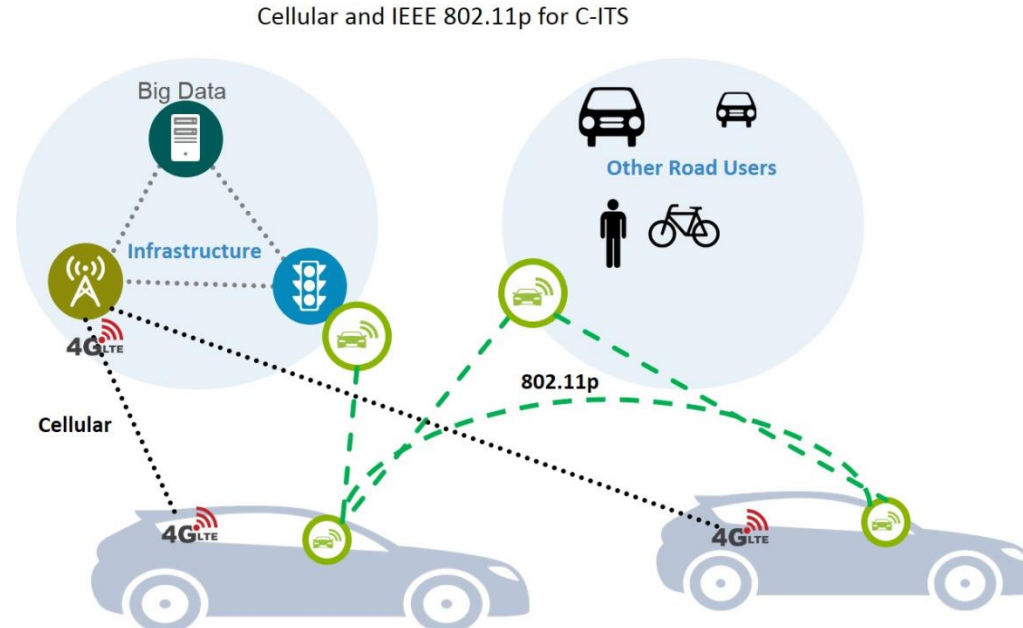 Cellular and IEEE 802.11p for C-ITS
Big Data
Other Road Users
Infrastructure
4G LTE
802.11p
Cellular
4G LTE
4G LTE